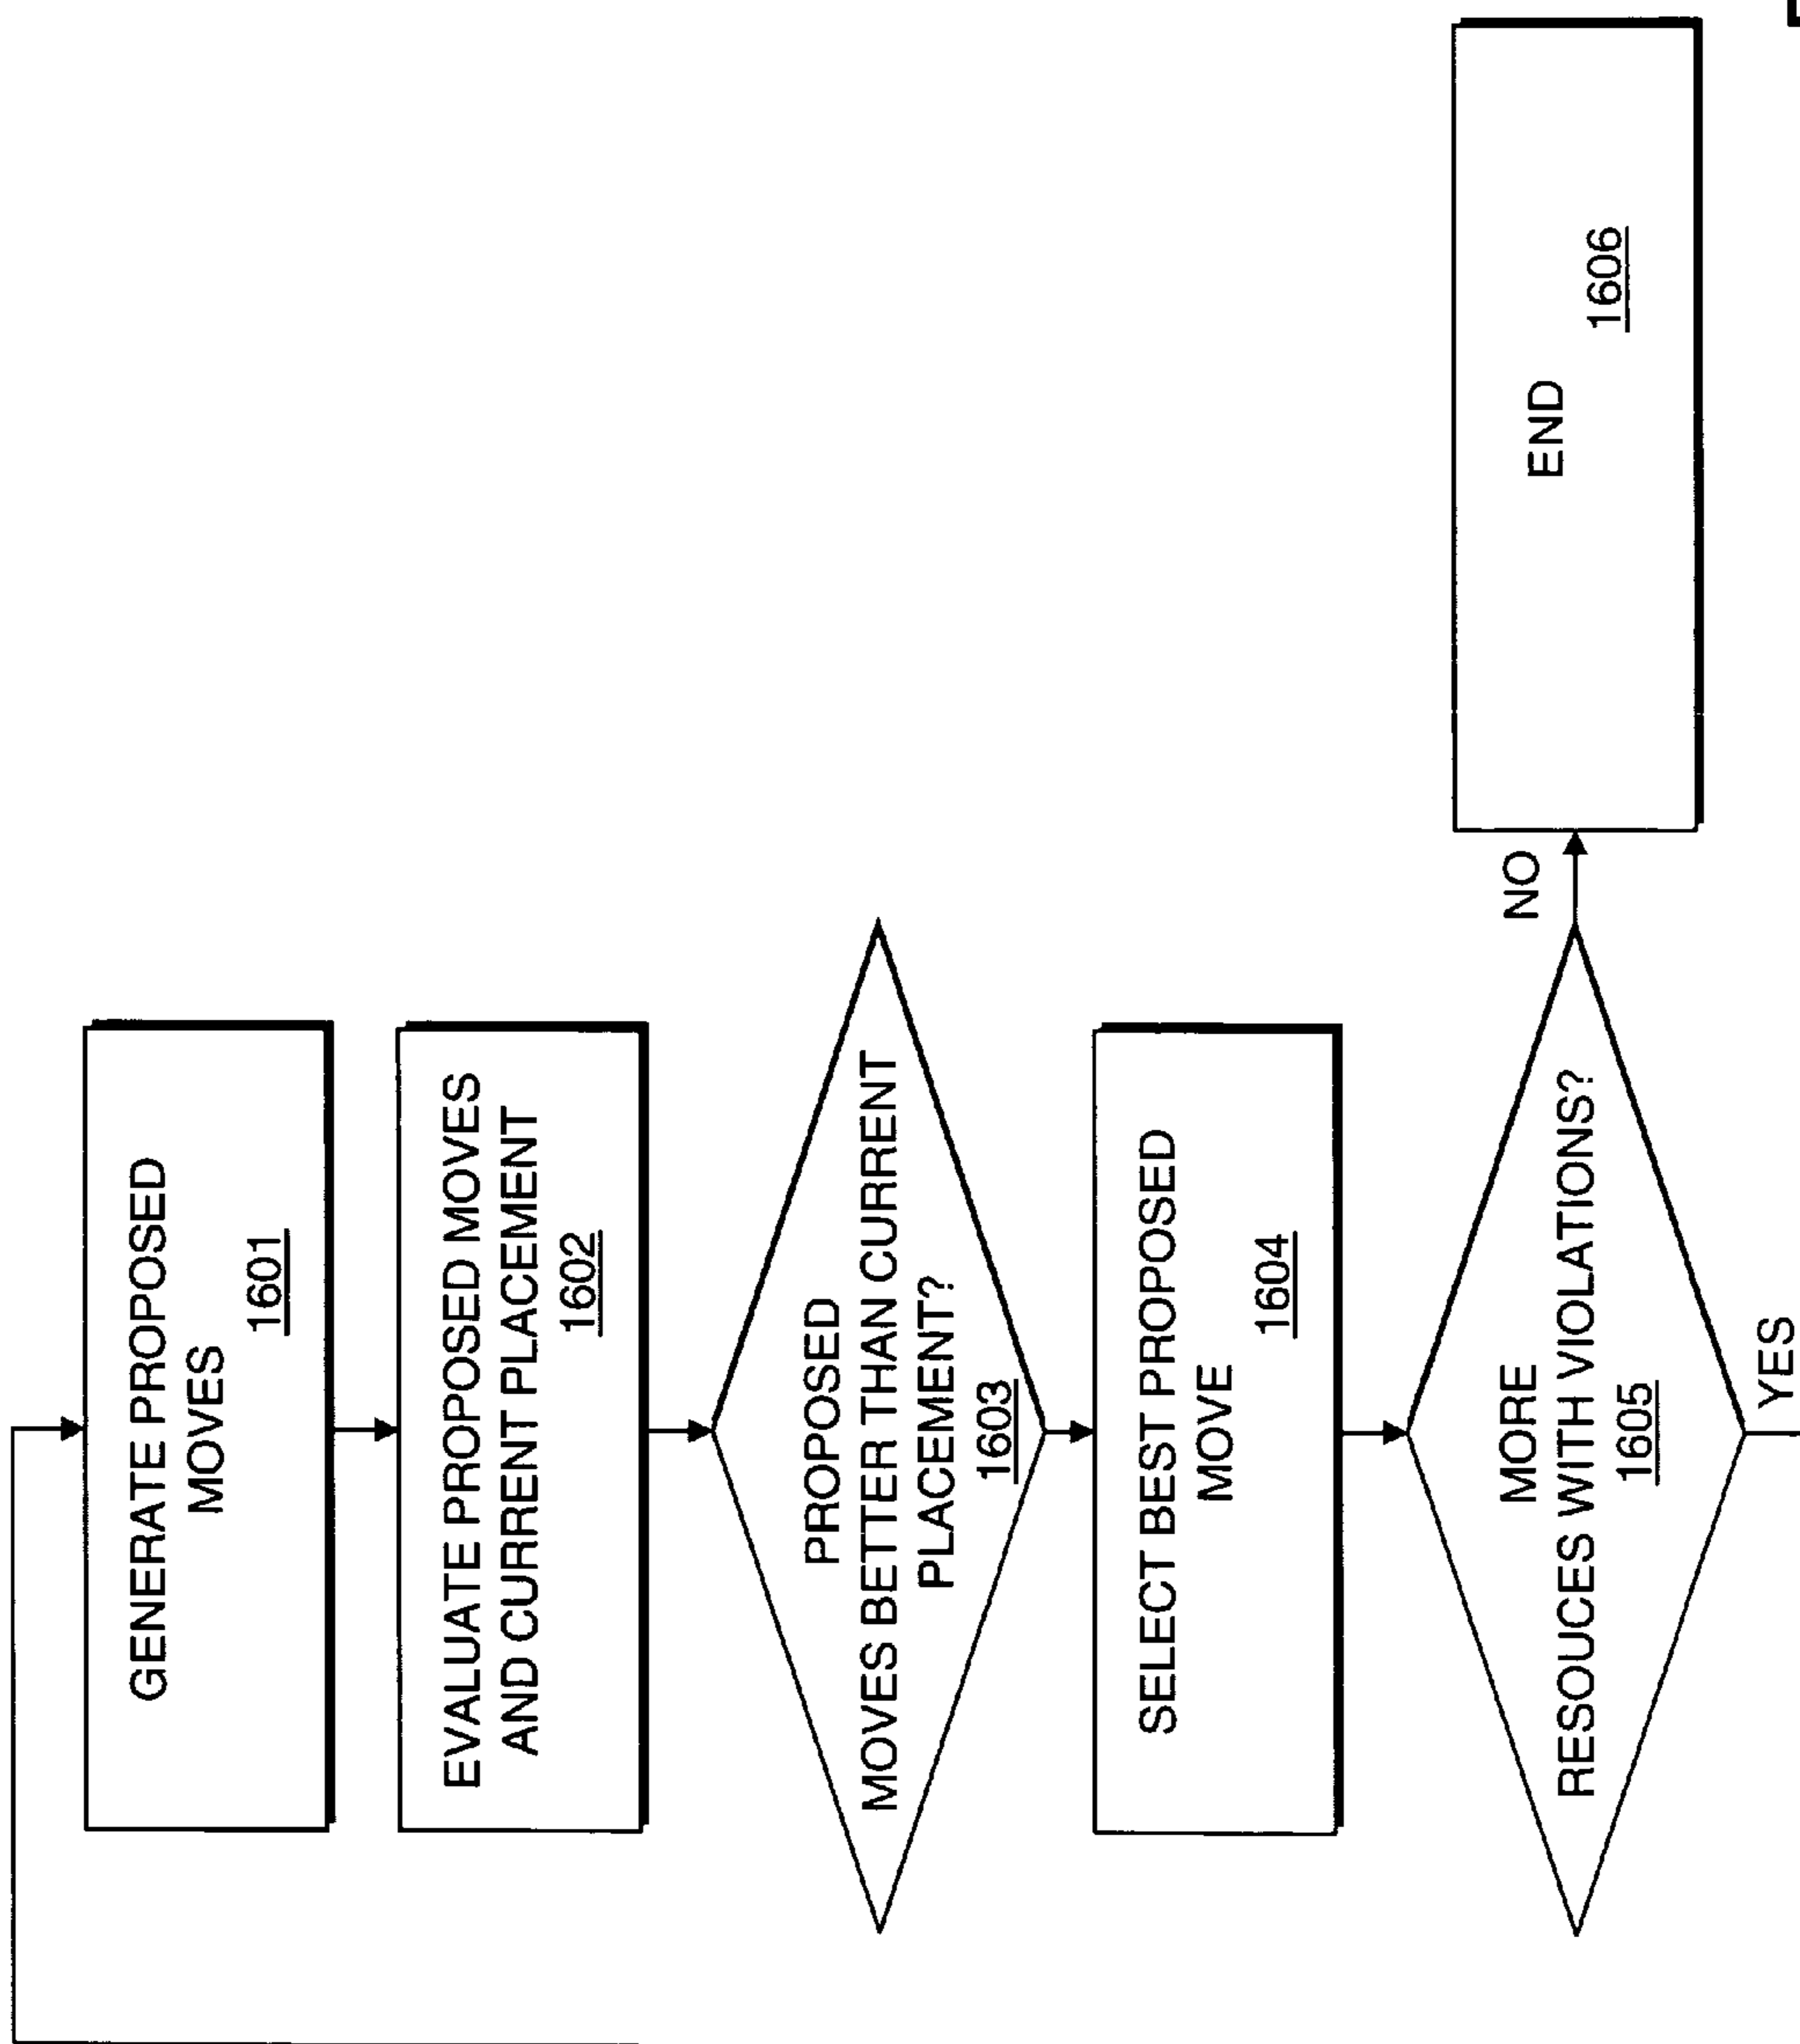 GENERATE PROPOSED
MOVES
1601
EVALUATE PROPOSED MOVES
AND CURRENT PLACEMENT
1602
PROPOSED
MOVES BETTER THAN CURRENT
PLACEMENT?
1603
SELECT BEST PROPOSED
MOVE
1604
MORE
RESOUCES WITH VIOLATIONS?
1605
NO
YES
END
1606